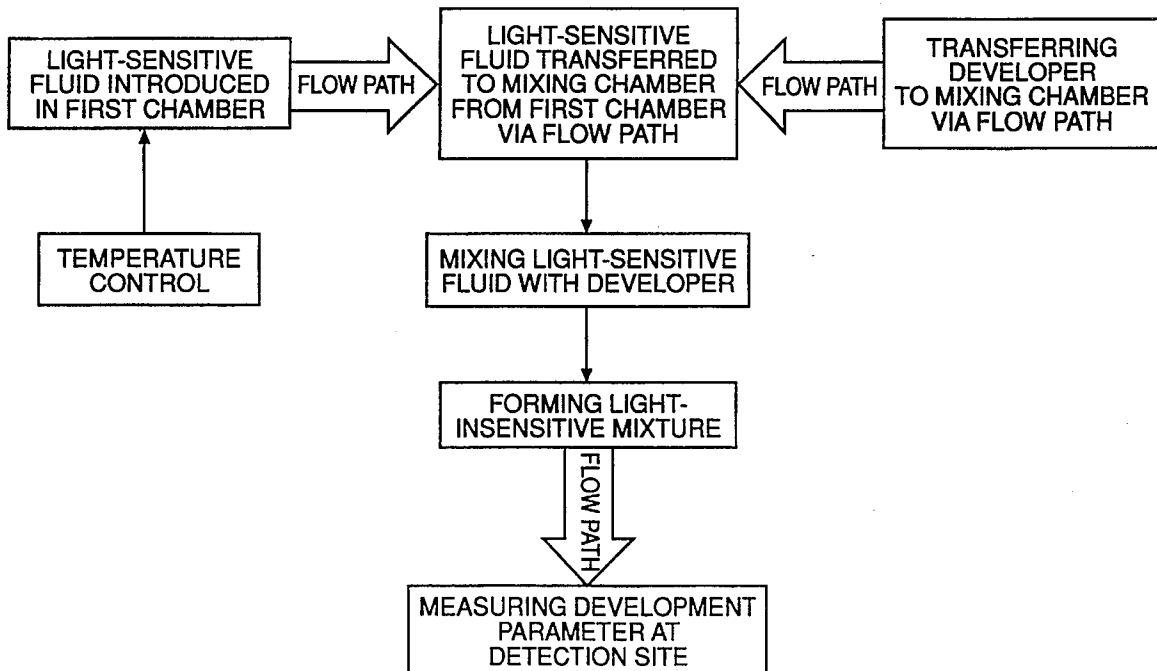 LIGHT-SENSITIVE
FLUID INTRODUCED
IN FIRST CHAMBER
FLOW PATH
LIGHT-SENSITIVE
FLUID TRANSFERRED
TO MIXING CHAMBER
FROM FIRST CHAMBER
VIA FLOW PATH
FLOW PATH
TRANSFERRING
DEVELOPER
TO MIXING CHAMBER
VIA FLOW PATH
TEMPERATURE
CONTROL
MIXING LIGHT-SENSITIVE
FLUID WITH DEVELOPER
FORMING LIGHT-
INSENSITIVE MIXTURE
FLOW PATH
MEASURING DEVELOPMENT
PARAMETER AT
DETECTION SITE